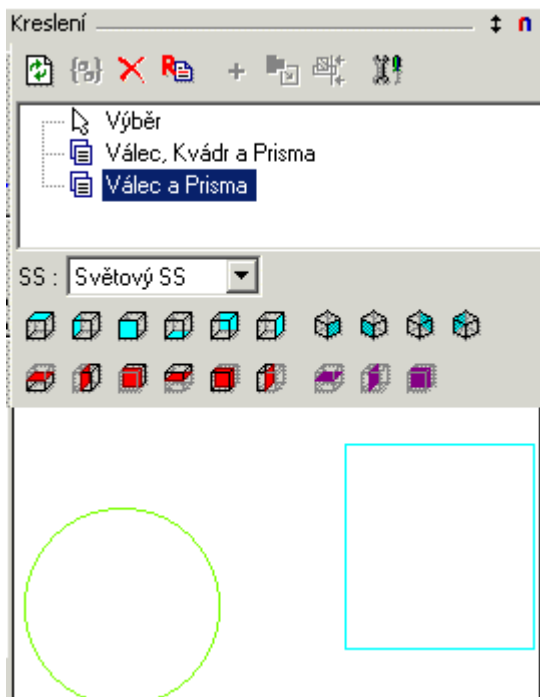 Kreslení
Výběr
Válec, Kvádr a Prisma
Válec a Prisma
SS : Světový SS